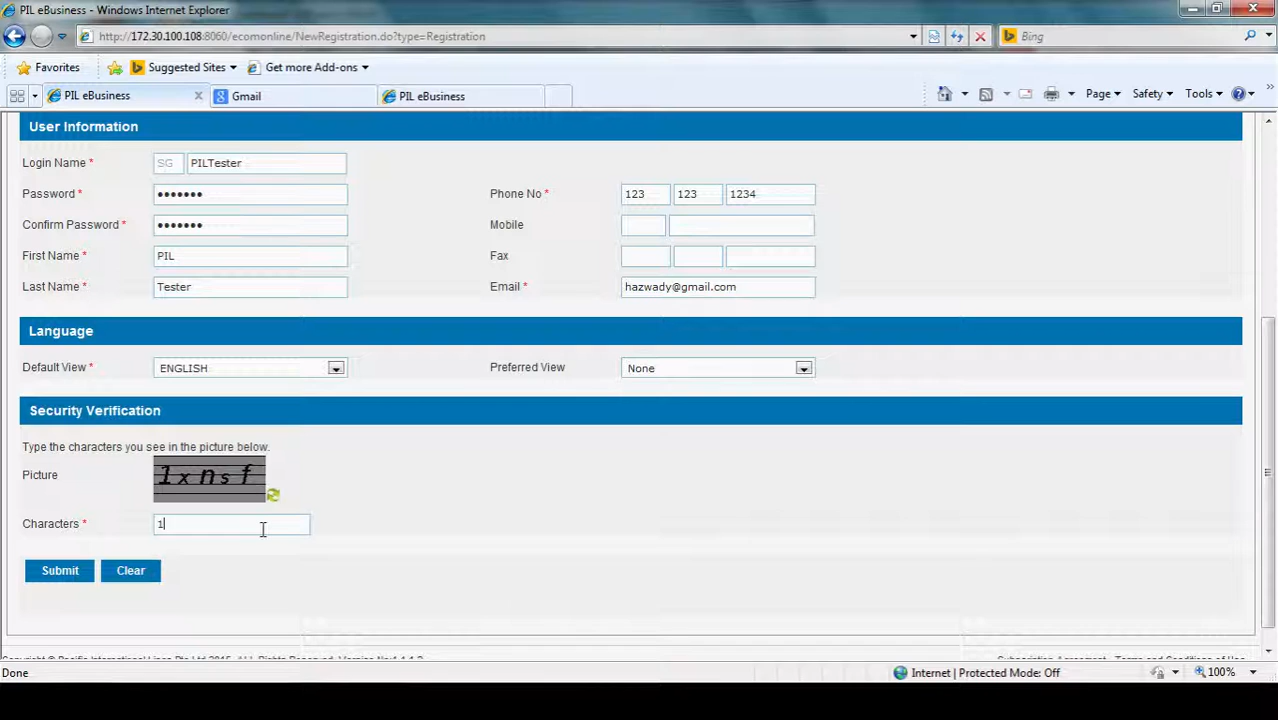 PIL eBusiness - Windows Internet Explorer
http://172.30.100.108:8060/ecomonline/NewRegistration.do?type=Registration
Bing
Favorites
Suggested Sites
Get more Add-ons
PIL eBusiness
Gmail
PIL eBusiness
Page
Safety
Tools
User Information
Login Name * SG PILTester
Password * •••••••
Phone No * 123 123 1234
Confirm Password * •••••••
Mobile
First Name * PIL
Fax
Last Name * Tester
Email * hazwady@gmail.com
Language
Default View * ENGLISH
Preferred View None
Security Verification
Type the characters you see in the picture below.
Picture 1xnsf
Characters * 1
Submit Clear
Done
Internet | Protected Mode: Off
100%